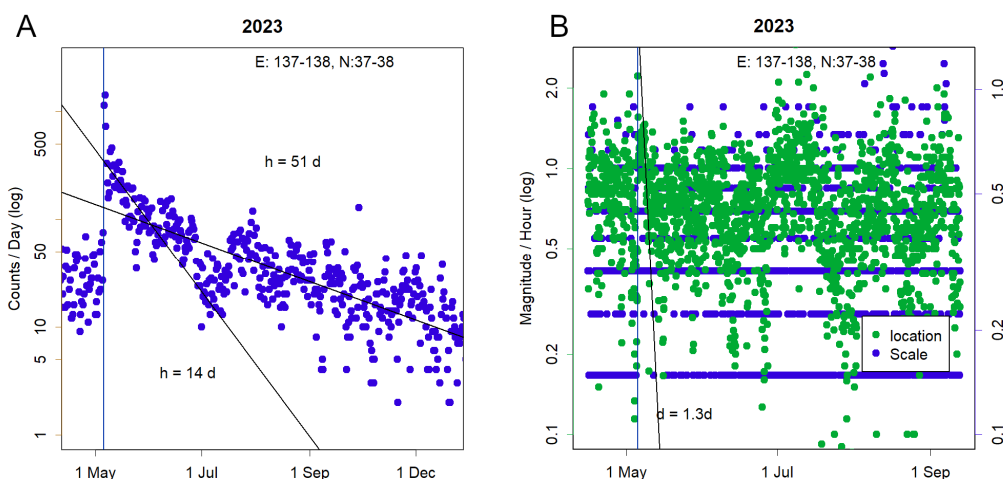 A
2023
E: 137-138, N:37-38
h = 51 d
h = 14 d
Counts / Day (log)
500
50
10
5
1
1 May
1 Jul
1 Sep
1 Dec
B
2023
E: 137-138, N:37-38
Magnitude / Hour (log)
2.0
1.0
0.5
0.2
0.1
1.0
0.5
0.2
0.1
location
Scale
d = 1.3d
1 May
1 Jul
1 Sep